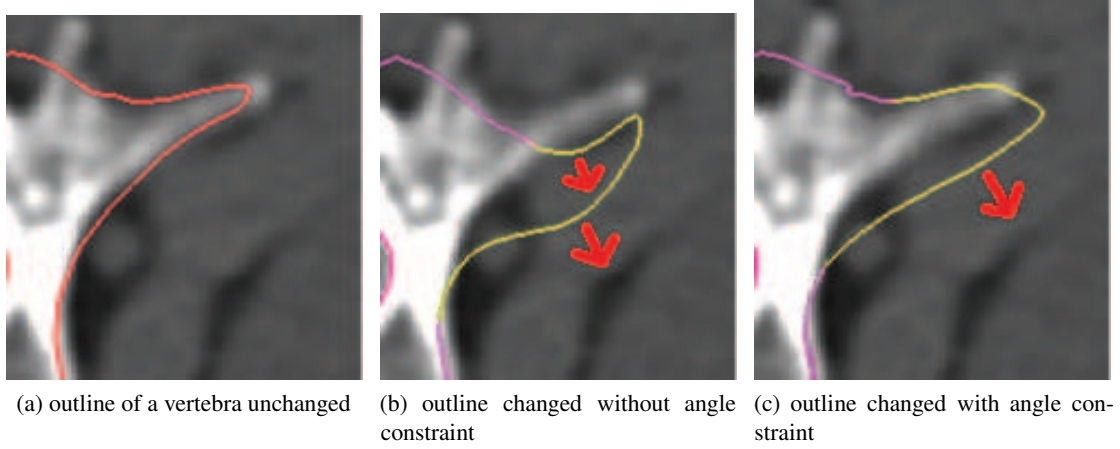 (a) outline of a vertebra unchanged
(b) outline changed without angle
constraint
(c) outline changed with angle con-
straint